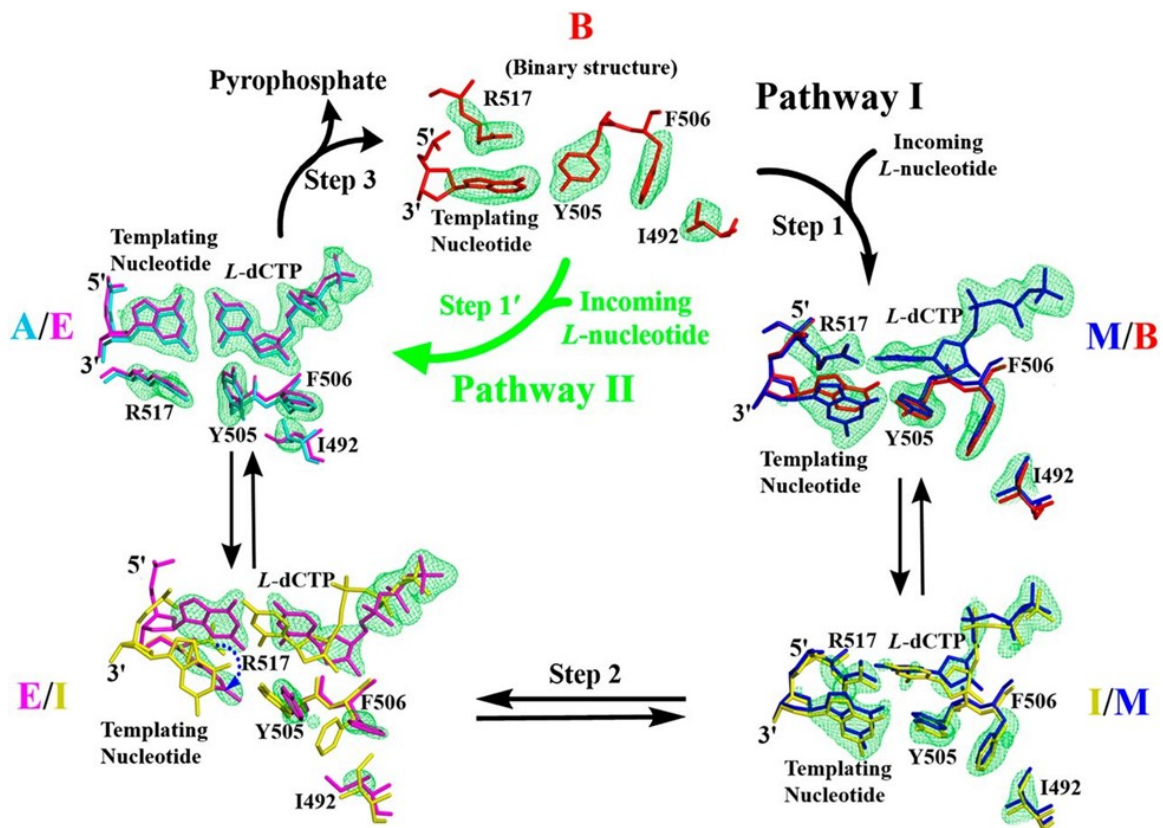 B
(Binary structure)
Pyrophosphate
Pathway I
R517
F506
5'
Incoming
L-nucleotide
Step 3
3'
Templating
Nucleotide
Y505
I492
Step 1
Templating
Nucleotide
L-dCTP
5'
A/E
3'
R517
Y505
F506
I492
Step 1′
Incoming
L-nucleotide
Pathway II
5'
R517
L-dCTP
M/B
F506
3'
Y505
Templating
Nucleotide
I492
5'
L-dCTP
3'
R517
E/I
Templating
Nucleotide
Y505
F506
I492
Step 2
5'
R517
L-dCTP
F506
I/M
3'
Y505
Templating
Nucleotide
I492